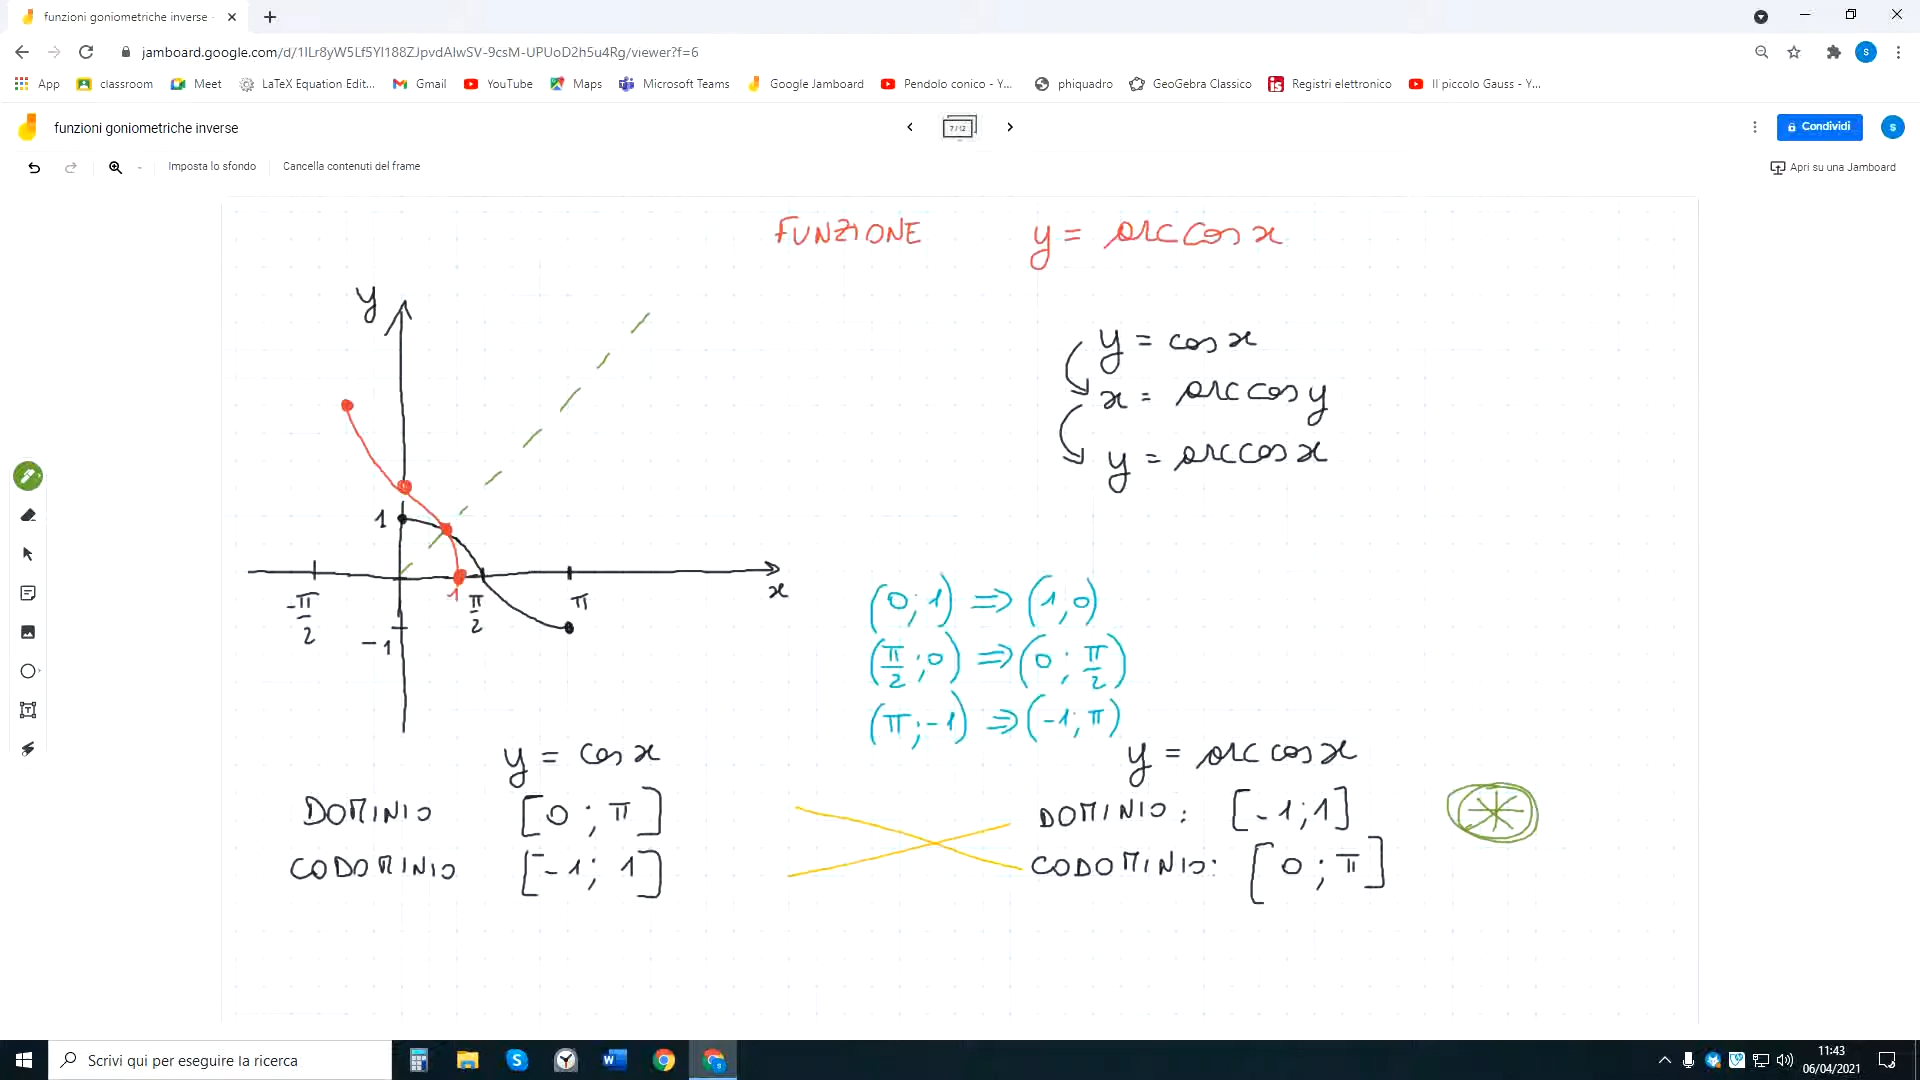 funzioni goniometriche inverse -
jamboard.google.com/d/1lLr8yW5Lf5Yl188ZJpvdAlwSV-9csM-UPUoD2h5u4Rg/viewer?f=6
App classroom Meet LaTeX Equation Edit... Gmail YouTube Maps Microsoft Teams Google Jamboard Pendolo conico - Y... phiquadro GeoGebra Classico Registri elettronico Il piccolo Gauss - Y...
funzioni goniometriche inverse
7 / 12
Condividi
S
Imposta lo sfondo
Cancella contenuti del frame
Apri su una Jamboard
FUNZIONE y = arccos x
y
y = cos x
x = arccos y
y = arccos x
1
-π/2
1
π/2
π
x
-1
(0 ; 1) ⇒ (1 ; 0)
(π/2 ; 0) ⇒ (0 ; π/2)
(π ; -1) ⇒ (-1 ; π)
y = cos x
y = arccos x
DOMINIO [0 ; π]
DOMINIO : [-1 ; 1]
CODOMINIO [-1 ; 1]
CODOMINIO : [0 ; π]
Scrivi qui per eseguire la ricerca
11:43
06/04/2021